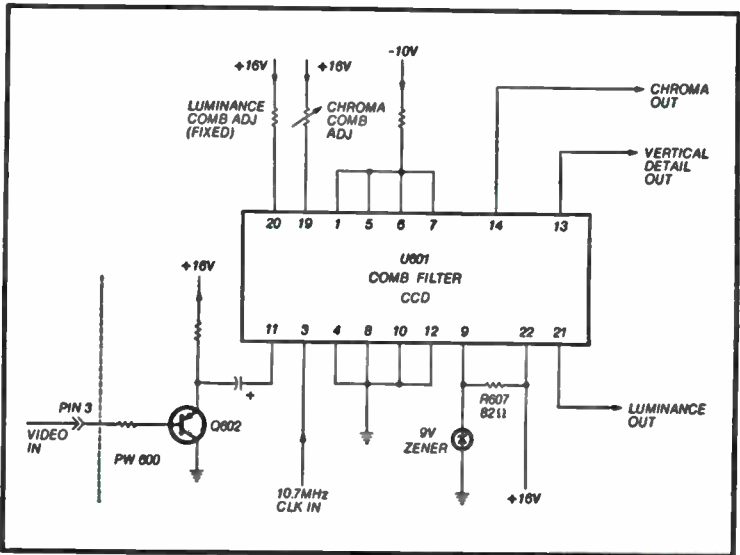 -10V
+16V
+16V
LUMINANCE
COMB ADJ
(FIXED)
CHROMA
COMB
ADJ
CHROMA
OUT
VERTICAL
DETAIL
OUT
20 19 1 5 6 7 14 13
U601
COMB FILTER
CCD
+16V
11 3 4 8 10 12 9 22 21
PIN 3
VIDEO
IN
PW 600
Q602
10.7MHz
CLK IN
R607
82Ω
9V
ZENER
+16V
LUMINANCE
OUT